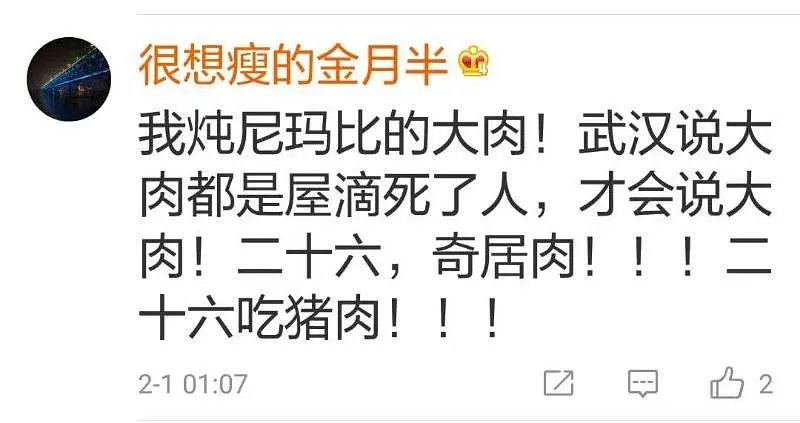 很想瘦的金月半
我炖尼玛比的大肉！武汉说大
肉都是屋滴死了人，才会说大
肉！二十六，奇居肉！！！二
十六吃猪肉！！！
2-1 01:07
2